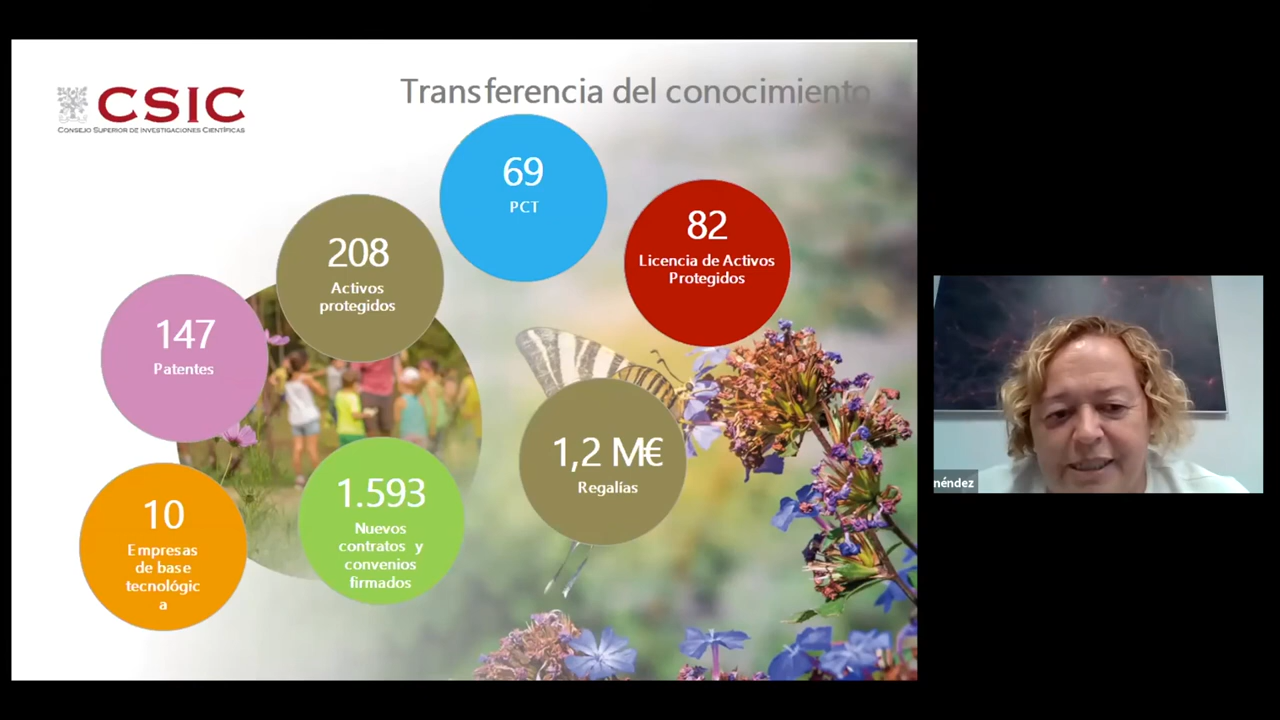 CSIC
CONSEJO SUPERIOR DE INVESTIGACIONES CIENTÍFICAS
Transferencia del conocimiento
69
PCT
82
Licencia de Activos
Protegidos
208
Activos
protegidos
147
Patentes
1,2 M€
Regalías
10
Empresas
de base
tecnológic
a
1.593
Nuevos
contratos y
convenios
firmados
néndez